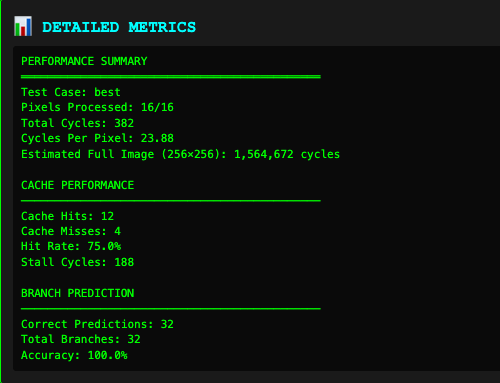 DETAILED METRICS
PERFORMANCE SUMMARY
Test Case: best
Pixels Processed: 16/16
Total Cycles: 382
Cycles Per Pixel: 23.88
Estimated Full Image (256×256): 1,564,672 cycles
CACHE PERFORMANCE
Cache Hits: 12
Cache Misses: 4
Hit Rate: 75.0%
Stall Cycles: 188
BRANCH PREDICTION
Correct Predictions: 32
Total Branches: 32
Accuracy: 100.0%